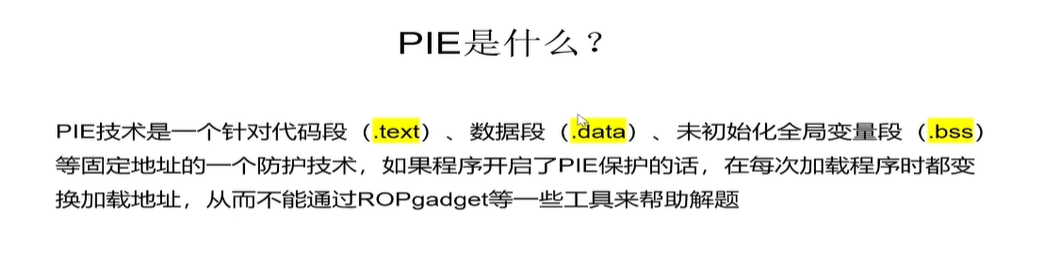 PIE是什么？
PIE技术是一个针对代码段（.text）、数据段（.data）、未初始化全局变量段（.bss）
等固定地址的一个防护技术，如果程序开启了PIE保护的话，在每次加载程序时都变
换加载地址，从而不能通过ROPgadget等一些工具来帮助解题